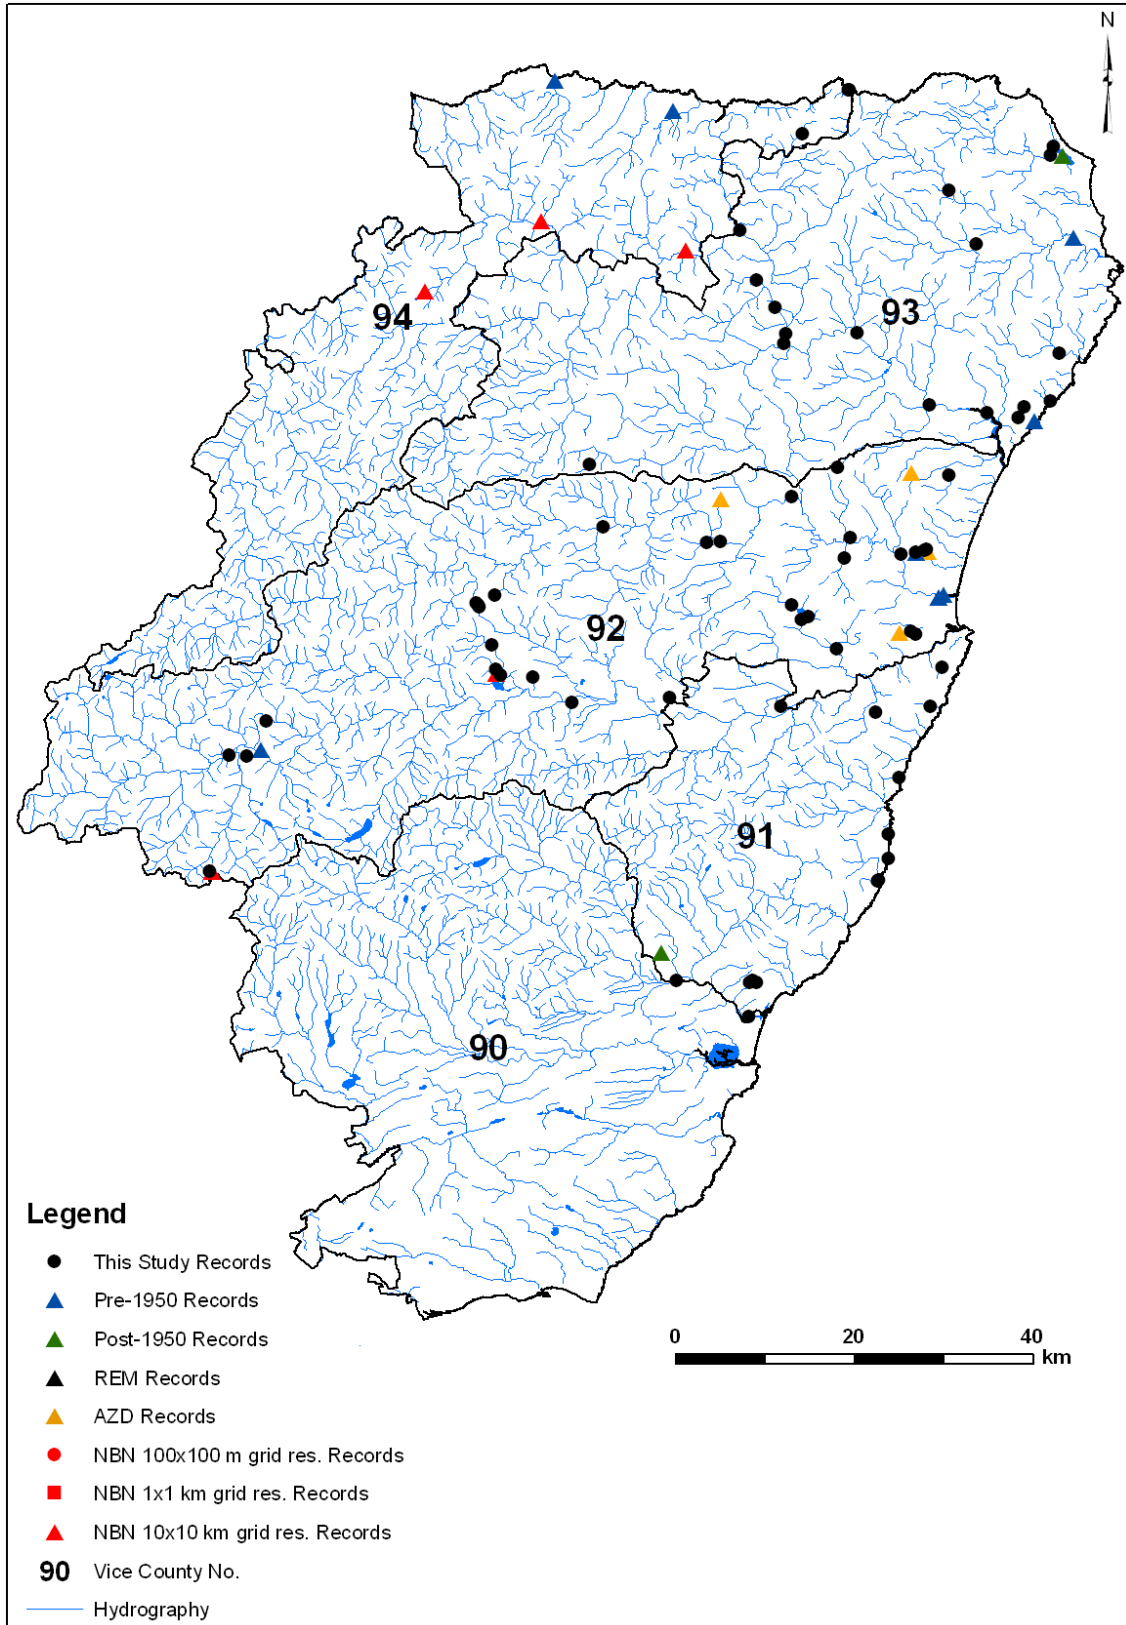 N
94
93
92
91
90
Legend
This Study Records
Pre-1950 Records
Post-1950 Records
REM Records
AZD Records
NBN 100x100 m grid res. Records
NBN 1x1 km grid res. Records
NBN 10x10 km grid res. Records
90 Vice County No.
Hydrography
0 20 40
km